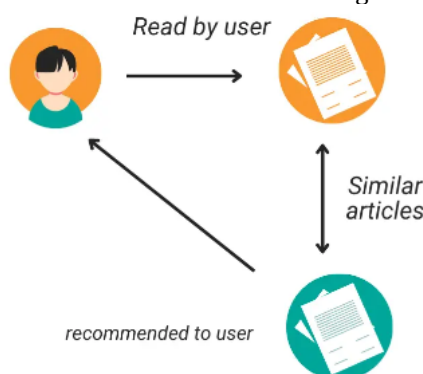 Read by user
Similar
articles
recommended to user